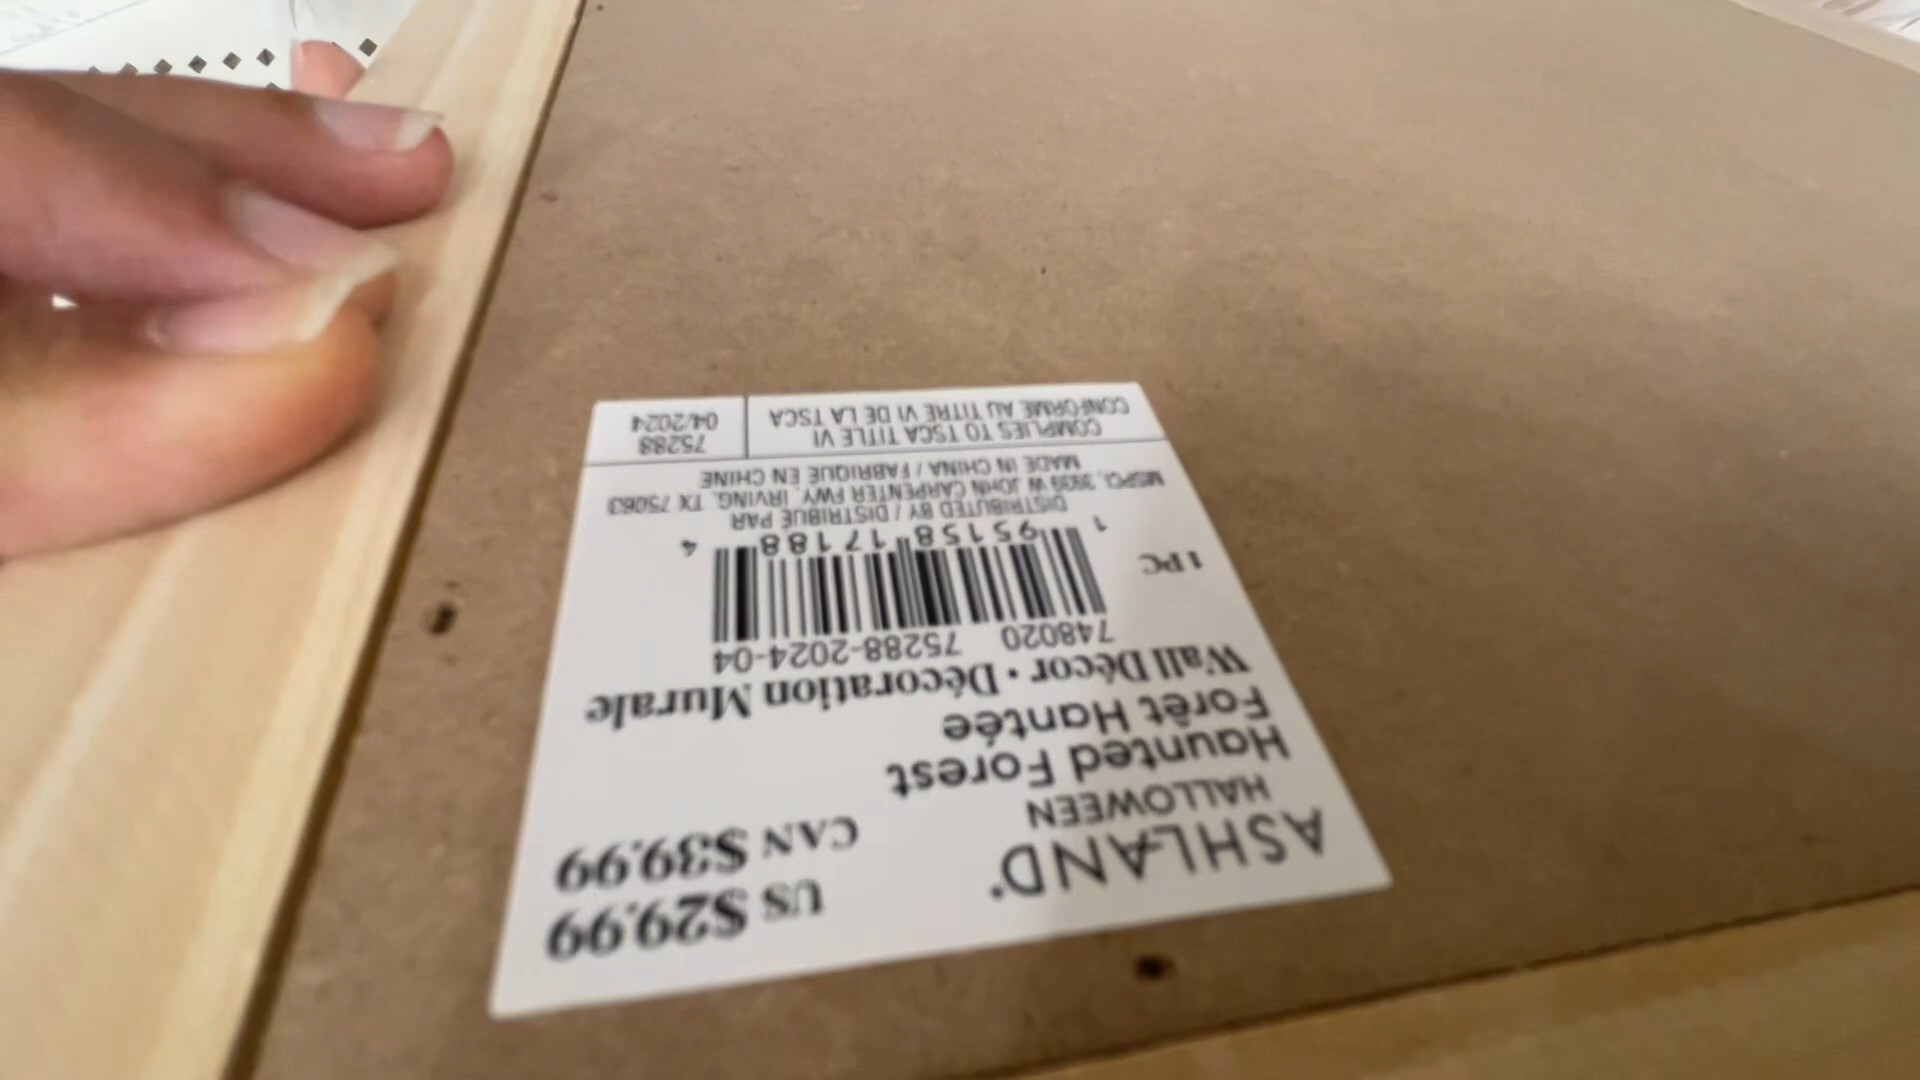 US $29.99
CAN $39.99
ASHLAND®
HALLOWEEN
Haunted Forest
Forêt Hantée
Wall Décor · Décoration Murale
748020 75288-2024-04
1 PC
1 95158 17188 4
DISTRIBUTED BY / DISTRIBUÉ PAR
MSPCI, 3939 W JOHN CARPENTER FWY, IRVING, TX 75063
MADE IN CHINA / FABRIQUÉ EN CHINE
COMPLIES TO TSCA TITLE VI
CONFORME AU TITRE VI DE LA TSCA
75288
04/2024